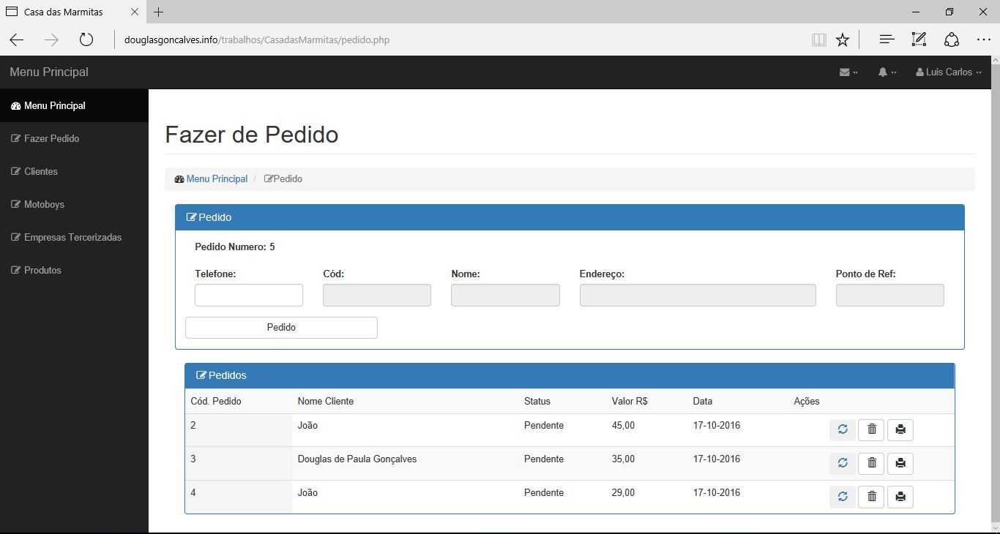 Casa das Marmitas
douglasgoncalves.info/trabalhos/CasadasMarmitas/pedido.php
Menu Principal
Luis Carlos
Menu Principal
Fazer Pedido
Clientes
Motoboys
Empresas Tercerizadas
Produtos
Fazer de Pedido
Menu Principal / Pedido
Pedido
Pedido Numero: 5
Telefone: Cód: Nome: Endereço: Ponto de Ref:
Pedido
Pedidos
Cód. Pedido Nome Cliente Status Valor R$ Data Ações
2 João Pendente 45,00 17-10-2016
3 Douglas de Paula Gonçalves Pendente 35,00 17-10-2016
4 João Pendente 29,00 17-10-2016